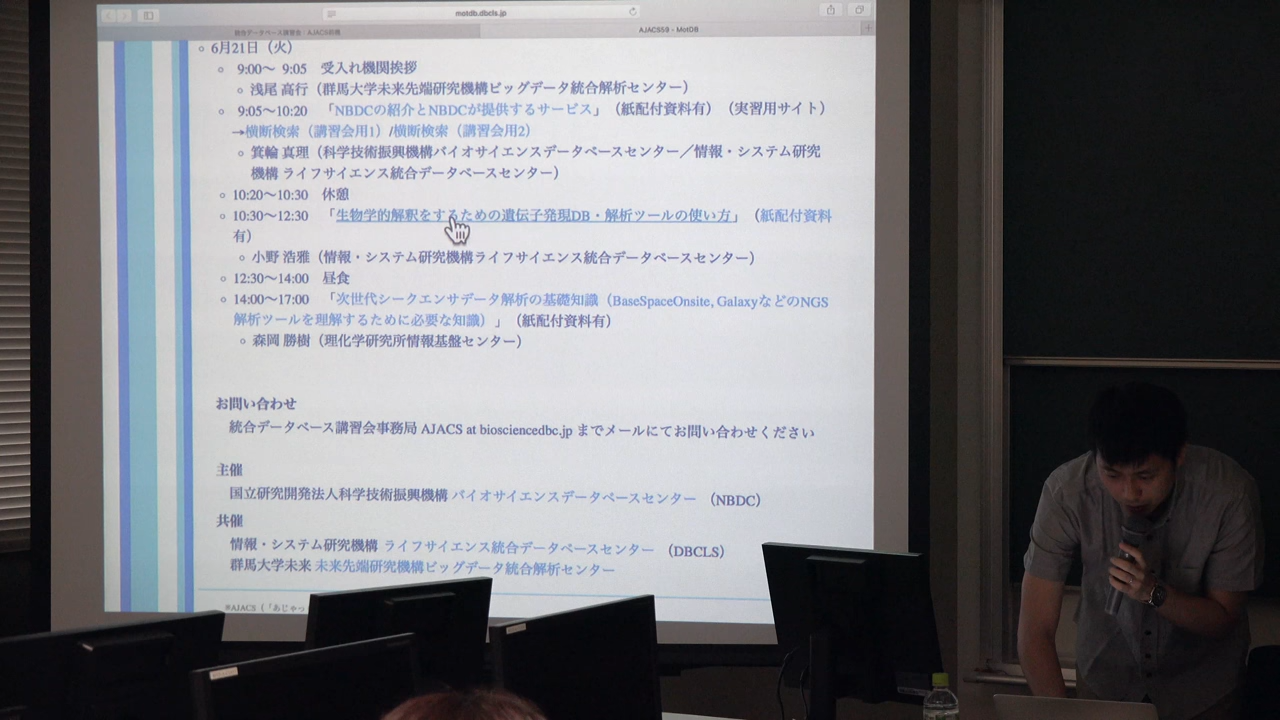 motdb.dbcls.jp
統合データベース講習会：AJACS前橋
AJACS59 - MotDB
6月21日（火）
9:00〜 9:05 受入れ機関挨拶
浅尾 高行（群馬大学未来先端研究機構ビッグデータ統合解析センター）
9:05〜10:20 「NBDCの紹介とNBDCが提供するサービス」（紙配付資料有）（実習用サイト）
→横断検索（講習会用1）/横断検索（講習会用2）
箕輪 真理（科学技術振興機構バイオサイエンスデータベースセンター／情報・システム研究
機構 ライフサイエンス統合データベースセンター）
10:20〜10:30 休憩
10:30〜12:30 「生物学的解釈をするための遺伝子発現DB・解析ツールの使い方」（紙配付資料
有）
小野 浩雅（情報・システム研究機構ライフサイエンス統合データベースセンター）
12:30〜14:00 昼食
14:00〜17:00 「次世代シークエンサデータ解析の基礎知識（BaseSpaceOnsite, GalaxyなどのNGS
解析ツールを理解するために必要な知識）」（紙配付資料有）
森岡 勝樹（理化学研究所情報基盤センター）
お問い合わせ
統合データベース講習会事務局 AJACS at biosciencedbc.jp までメールにてお問い合わせください
主催
国立研究開発法人科学技術振興機構 バイオサイエンスデータベースセンター （NBDC）
共催
情報・システム研究機構 ライフサイエンス統合データベースセンター （DBCLS）
群馬大学未来 未来先端研究機構ビッグデータ統合解析センター
※AJACS（「あじゃっ